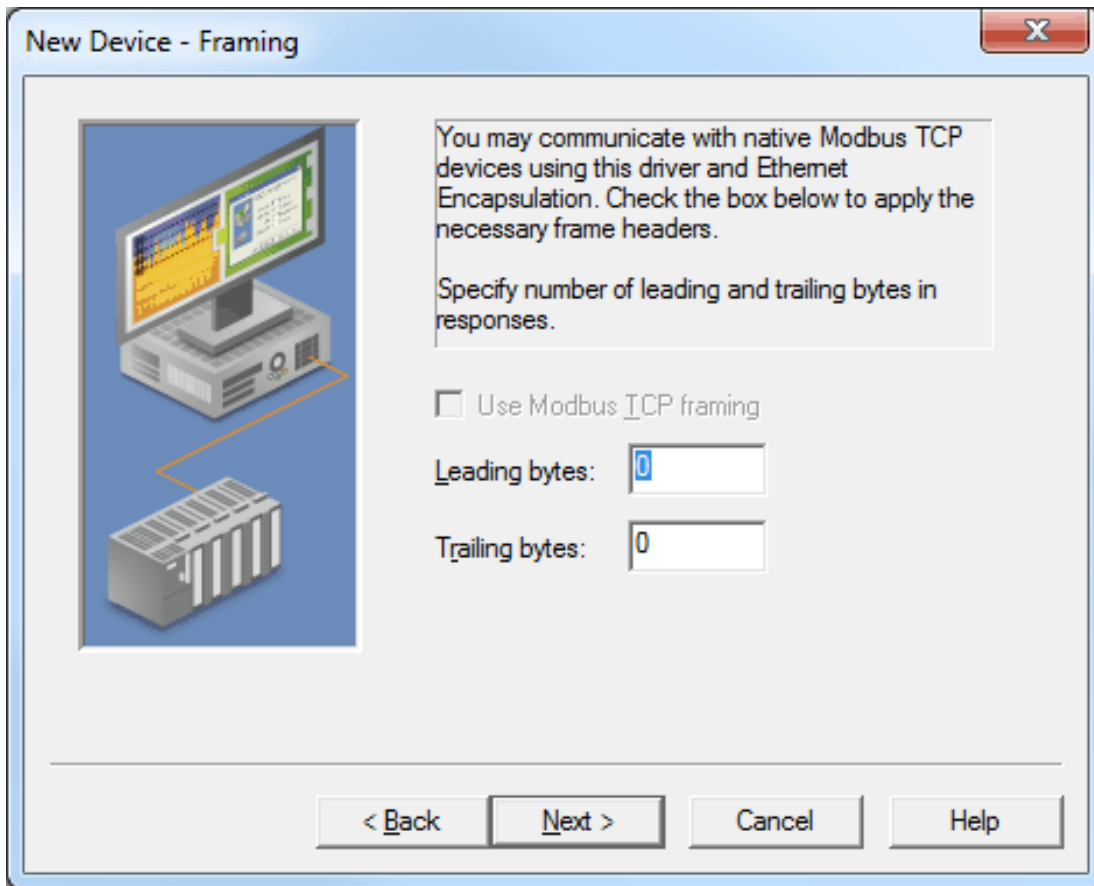 New Device - Framing
You may communicate with native Modbus TCP
devices using this driver and Ethernet
Encapsulation. Check the box below to apply the
necessary frame headers.
Specify number of leading and trailing bytes in
responses.
Use Modbus TCP framing
Leading bytes: 0
Trailing bytes: 0
< Back Next > Cancel Help